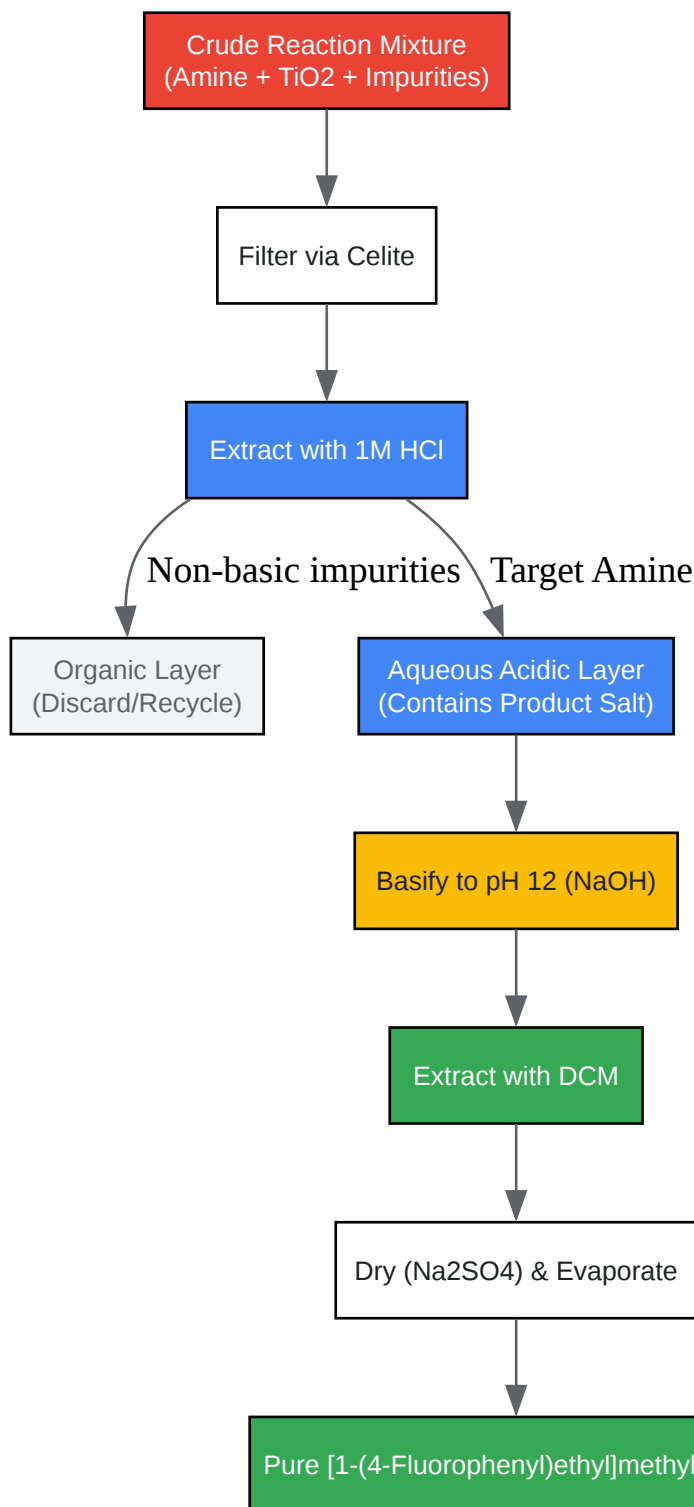 Crude Reaction Mixture
(Amine + TiO2 + Impurities)
Filter via Celite
Extract with 1M HCl
Non-basic impurities
Target Amine
Organic Layer
(Discard/Recycle)
Aqueous Acidic Layer
(Contains Product Salt)
Basify to pH 12 (NaOH)
Extract with DCM
Dry (Na2SO4) & Evaporate
Pure [1-(4-Fluorophenyl)ethyl]methyl